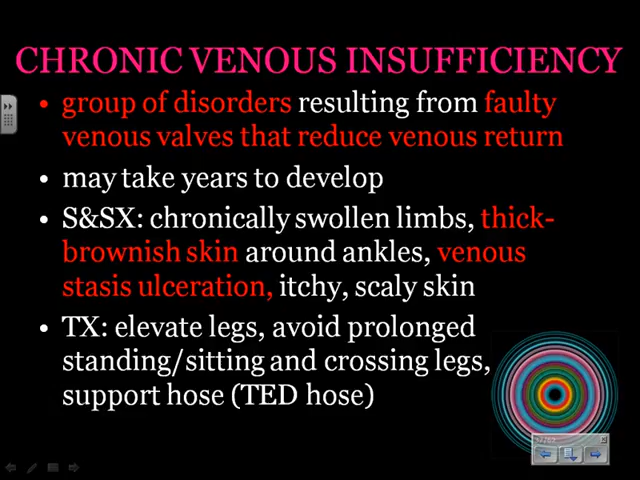 CHRONIC VENOUS INSUFFICIENCY
• group of disorders resulting from faulty
venous valves that reduce venous return
• may take years to develop
• S&SX: chronically swollen limbs, thick-
brownish skin around ankles, venous
stasis ulceration, itchy, scaly skin
• TX: elevate legs, avoid prolonged
standing/sitting and crossing legs,
support hose (TED hose)